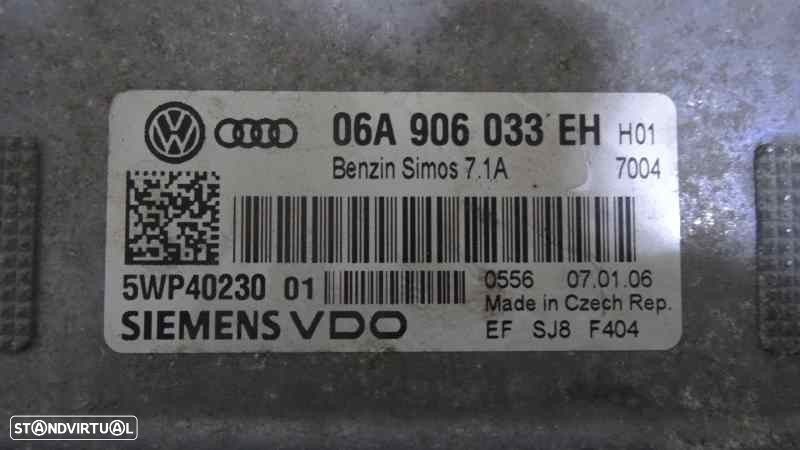 06A 906 033 EH H01
Benzin Simos 7.1A 7004
5WP40230 01 0556 07.01.06
Made in Czech Rep.
SIEMENS VDO EF SJ8 F404
STANDVIRTUAL